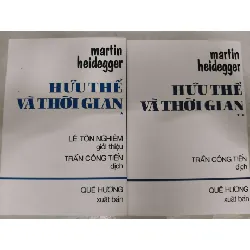 martin
heidegger
HỮU THỂ
VÀ THỜI GIAN
*
LÊ TÔN NGHIÊM
giới thiệu
TRẦN CÔNG TIẾN
dịch
QUÊ HƯƠNG
xuất bản
martin
heidegger
HỮU THỂ
VÀ THỜI GIAN
**
TRẦN CÔNG TIẾN
dịch
QUÊ HƯƠNG
xuất bản